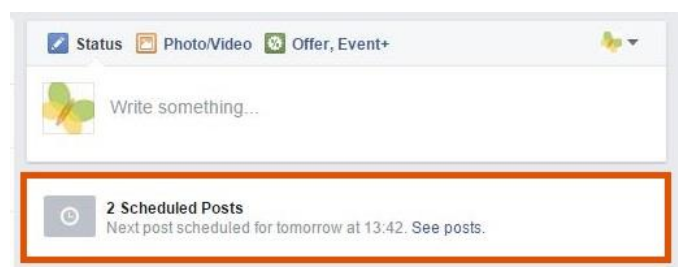 Status Photo/Video Offer, Event+
Write something...
2 Scheduled Posts
Next post scheduled for tomorrow at 13:42. See posts.